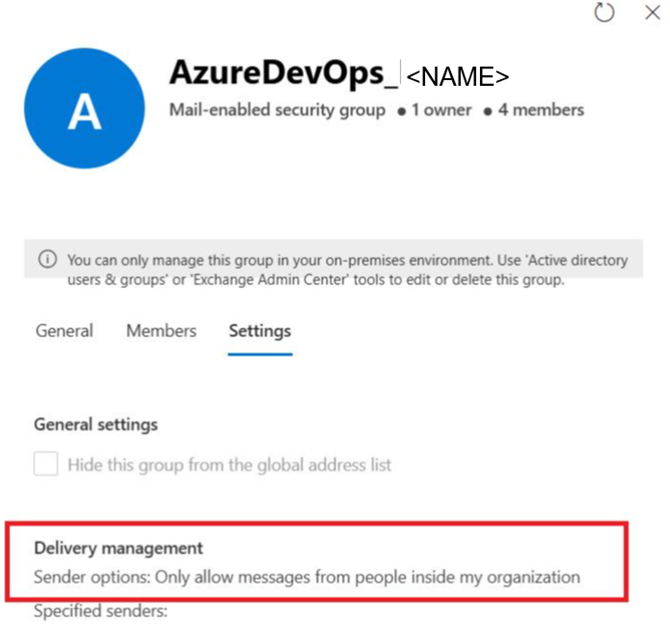 A
AzureDevOps_ <NAME>
Mail-enabled security group ● 1 owner ● 4 members
You can only manage this group in your on-premises environment. Use 'Active directory
users & groups' or 'Exchange Admin Center' tools to edit or delete this group.
General Members Settings
General settings
Hide this group from the global address list
Delivery management
Sender options: Only allow messages from people inside my organization
Specified senders: